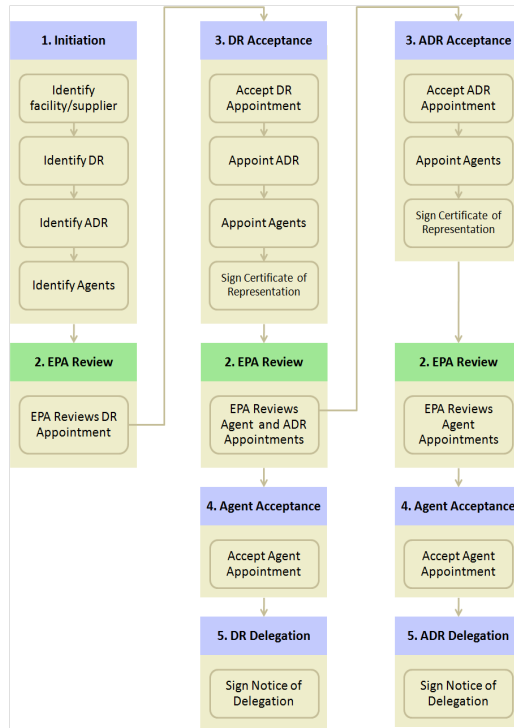 1. Initiation
Identify
facility/supplier
Identify DR
Identify ADR
Identify Agents
2. EPA Review
EPA Reviews DR
Appointment
3. DR Acceptance
Accept DR
Appointment
Appoint ADR
Appoint Agents
Sign Certificate of
Representation
2. EPA Review
EPA Reviews
Agent and ADR
Appointments
4. Agent Acceptance
Accept Agent
Appointment
5. DR Delegation
Sign Notice of
Delegation
3. ADR Acceptance
Accept ADR
Appointment
Appoint Agents
Sign Certificate of
Representation
2. EPA Review
EPA Reviews
Agent
Appointments
4. Agent Acceptance
Accept Agent
Appointment
5. ADR Delegation
Sign Notice of
Delegation